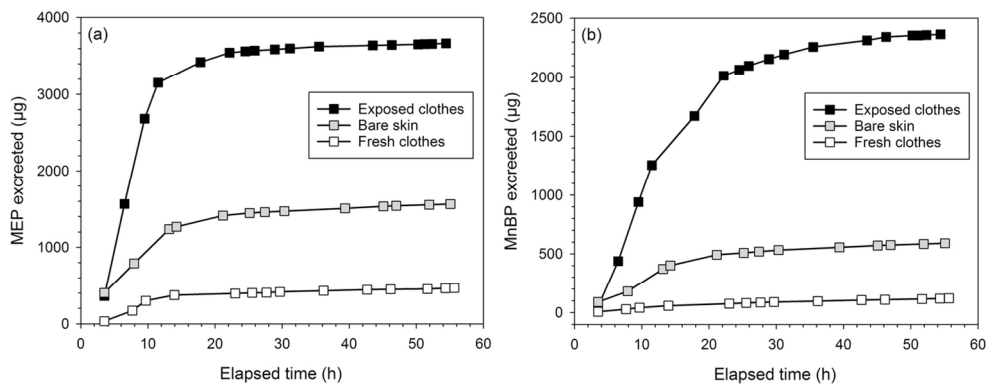 (a)
4000
3000
2000
1000
0
MEP excreeted (µg)
Exposed clothes
Bare skin
Fresh clothes
0 10 20 30 40 50 60
Elapsed time (h)
(b)
2500
2000
1500
1000
500
0
MnBP excreeted (µg)
Exposed clothes
Bare skin
Fresh clothes
0 10 20 30 40 50 60
Elapsed time (h)